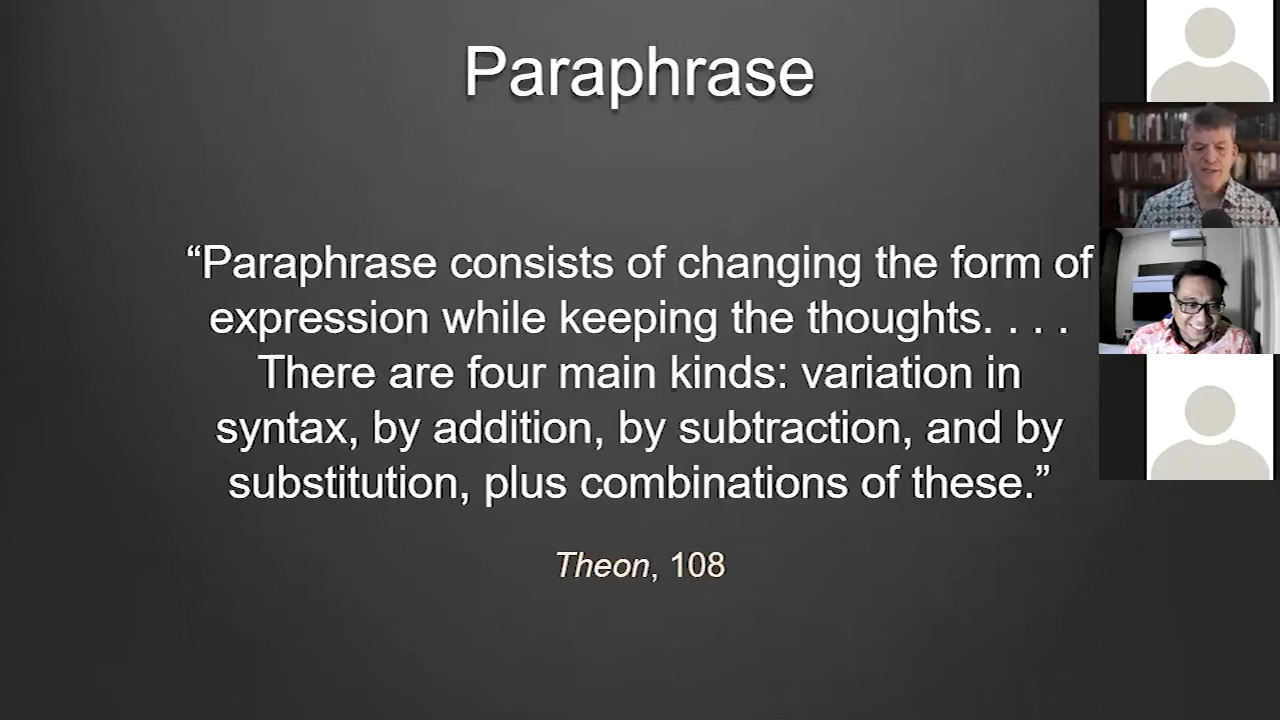 Paraphrase
“Paraphrase consists of changing the form of
expression while keeping the thoughts. . . .
There are four main kinds: variation in
syntax, by addition, by subtraction, and by
substitution, plus combinations of these.”
Theon, 108